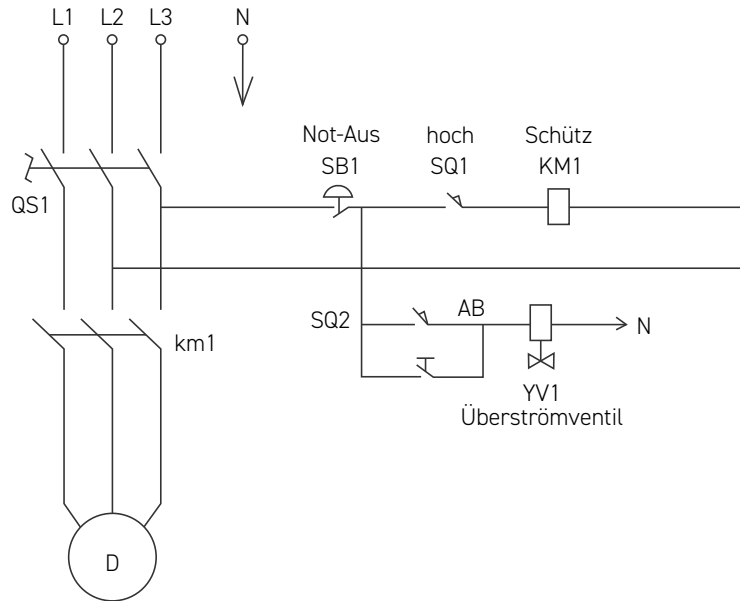 L1 L2 L3 N
Not-Aus
SB1
hoch
SQ1
Schütz
KM1
QS1
SQ2
AB
N
km1
YV1
Überströmventil
D